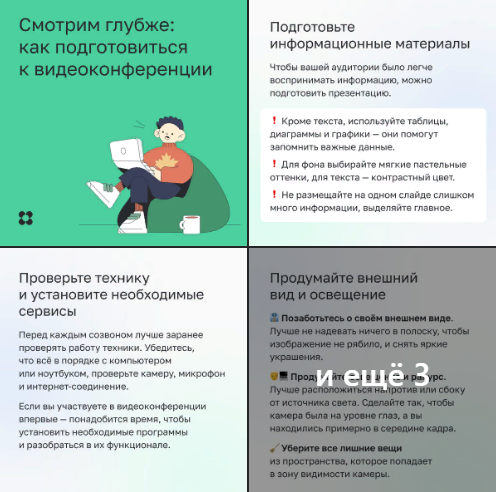 Смотрим глубже:
как подготовиться
к видеоконференции
Подготовьте
информационные материалы
Чтобы вашей аудитории было легче
воспринимать информацию, можно
подготовить презентацию.
! Кроме текста, используйте таблицы,
диаграммы и графики — они помогут
запомнить важные данные.
! Для фона выбирайте мягкие пастельные
оттенки, для текста — контрастный цвет.
! Не размещайте на одном слайде слишком
много информации, выделяйте главное.
Проверьте технику
и установите необходимые
сервисы
Перед каждым созвоном лучше заранее
проверять работу техники. Убедитесь,
что всё в порядке с компьютером
или ноутбуком, проверьте камеру, микрофон
и интернет-соединение.
Если вы участвуете в видеоконференции
впервые — понадобится время, чтобы
установить необходимые программы
и разобраться в их функционале.
Продумайте внешний
вид и освещение
Позаботьтесь о своём внешнем виде.
Лучше не надевать ничего в полоску, чтобы
изображение не рябило, и снять яркие
украшения.
и ещё 3
Лучше расположиться напротив или сбоку
от источника света. Сделайте так, чтобы
камера была на уровне глаз, а вы
находились примерно в середине кадра.
Уберите все лишние вещи
из пространства, которое попадает
в зону видимости камеры.